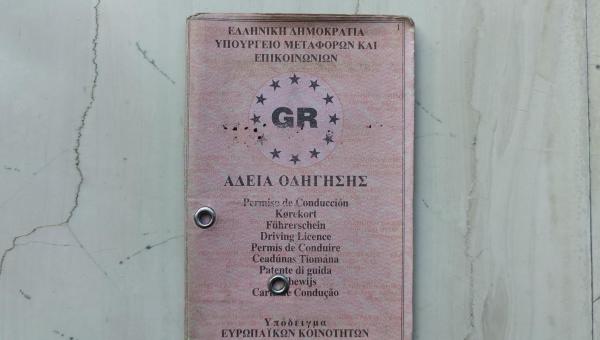 1
ΕΛΛΗΝΙΚΗ ΔΗΜΟΚΡΑΤΙΑ
ΥΠΟΥΡΓΕΙΟ ΜΕΤΑΦΟΡΩΝ ΚΑΙ
ΕΠΙΚΟΙΝΩΝΙΩΝ
GR
ΑΔΕΙΑ ΟΔΗΓΗΣΗΣ
Permiso de Conducción
Kørekort
Führerschein
Driving Licence
Permis de Conduire
Ceadúnas Tiomána
Patente di guida
de Condução
Υπόδειγμα
ΕΥΡΩΠΑΪΚΩΝ ΚΟΙΝΟΤΗΤΩΝ